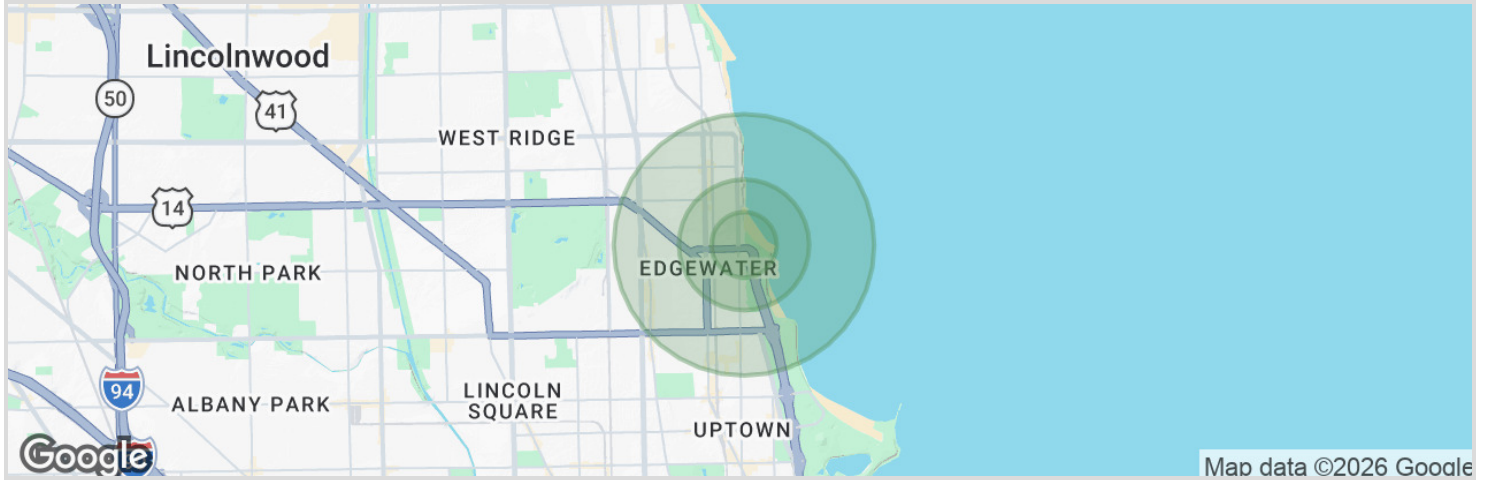 Lincolnwood
50
41
WEST RIDGE
14
EDGEWATER
NORTH PARK
94
ALBANY PARK
LINCOLN
SQUARE
UPTOWN
Google
Map data ©2026 Google